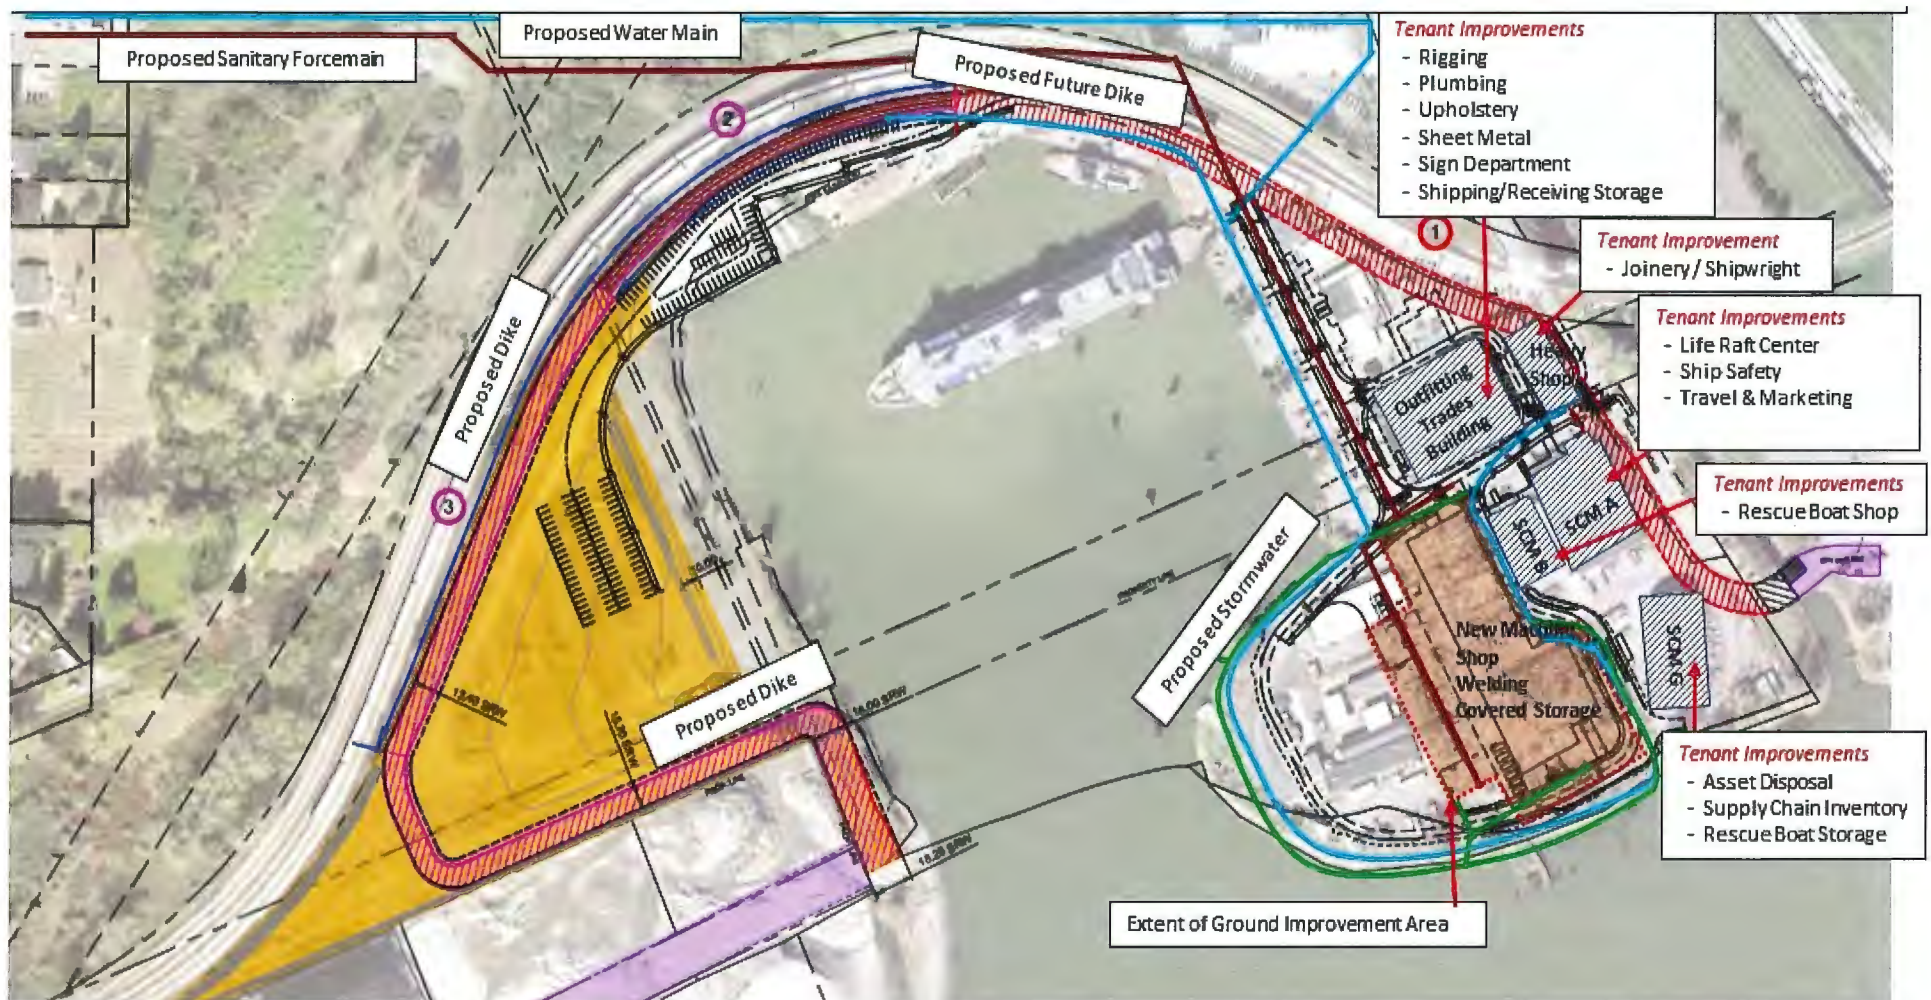 Proposed Sanitary Forcemain
Proposed Water Main
Proposed Future Dike
Tenant Improvements
- Rigging
- Plumbing
- Upholstery
- Sheet Metal
- Sign Department
- Shipping/Receiving Storage
2
1
Tenant Improvement
- Joinery / Shipwright
Tenant Improvements
- Life Raft Center
- Ship Safety
- Travel & Marketing
Proposed Dike
3
Heavy
Shop
Outfitting
Trades
Building
Tenant Improvements
- Rescue Boat Shop
SCM A
SCM B
Proposed Stormwater
New Machine
Shop
Welding
Covered Storage
SCM G
Proposed Dike
Tenant Improvements
- Asset Disposal
- Supply Chain Inventory
- Rescue Boat Storage
Extent of Ground Improvement Area